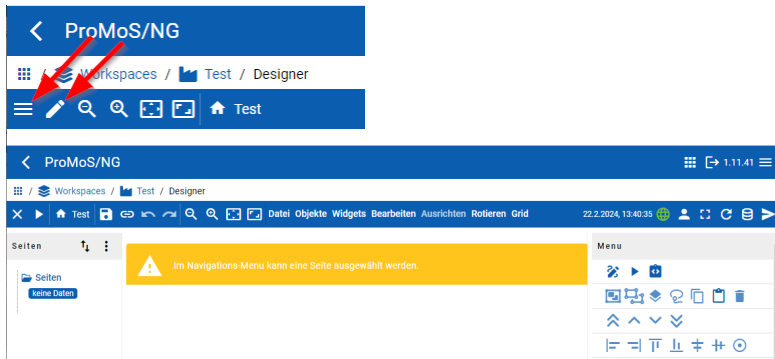 ProMoS/NG
/ Workspaces / Test / Designer
Test
ProMoS/NG 1.11.41
/ Workspaces / Test / Designer
Test Datei Objekte Widgets Bearbeiten Ausrichten Rotieren Grid 22.2.2024, 13:40:35
Seiten
Im Navigations-Menu kann eine Seite ausgewählt werden.
Menu
Seiten
keine Daten